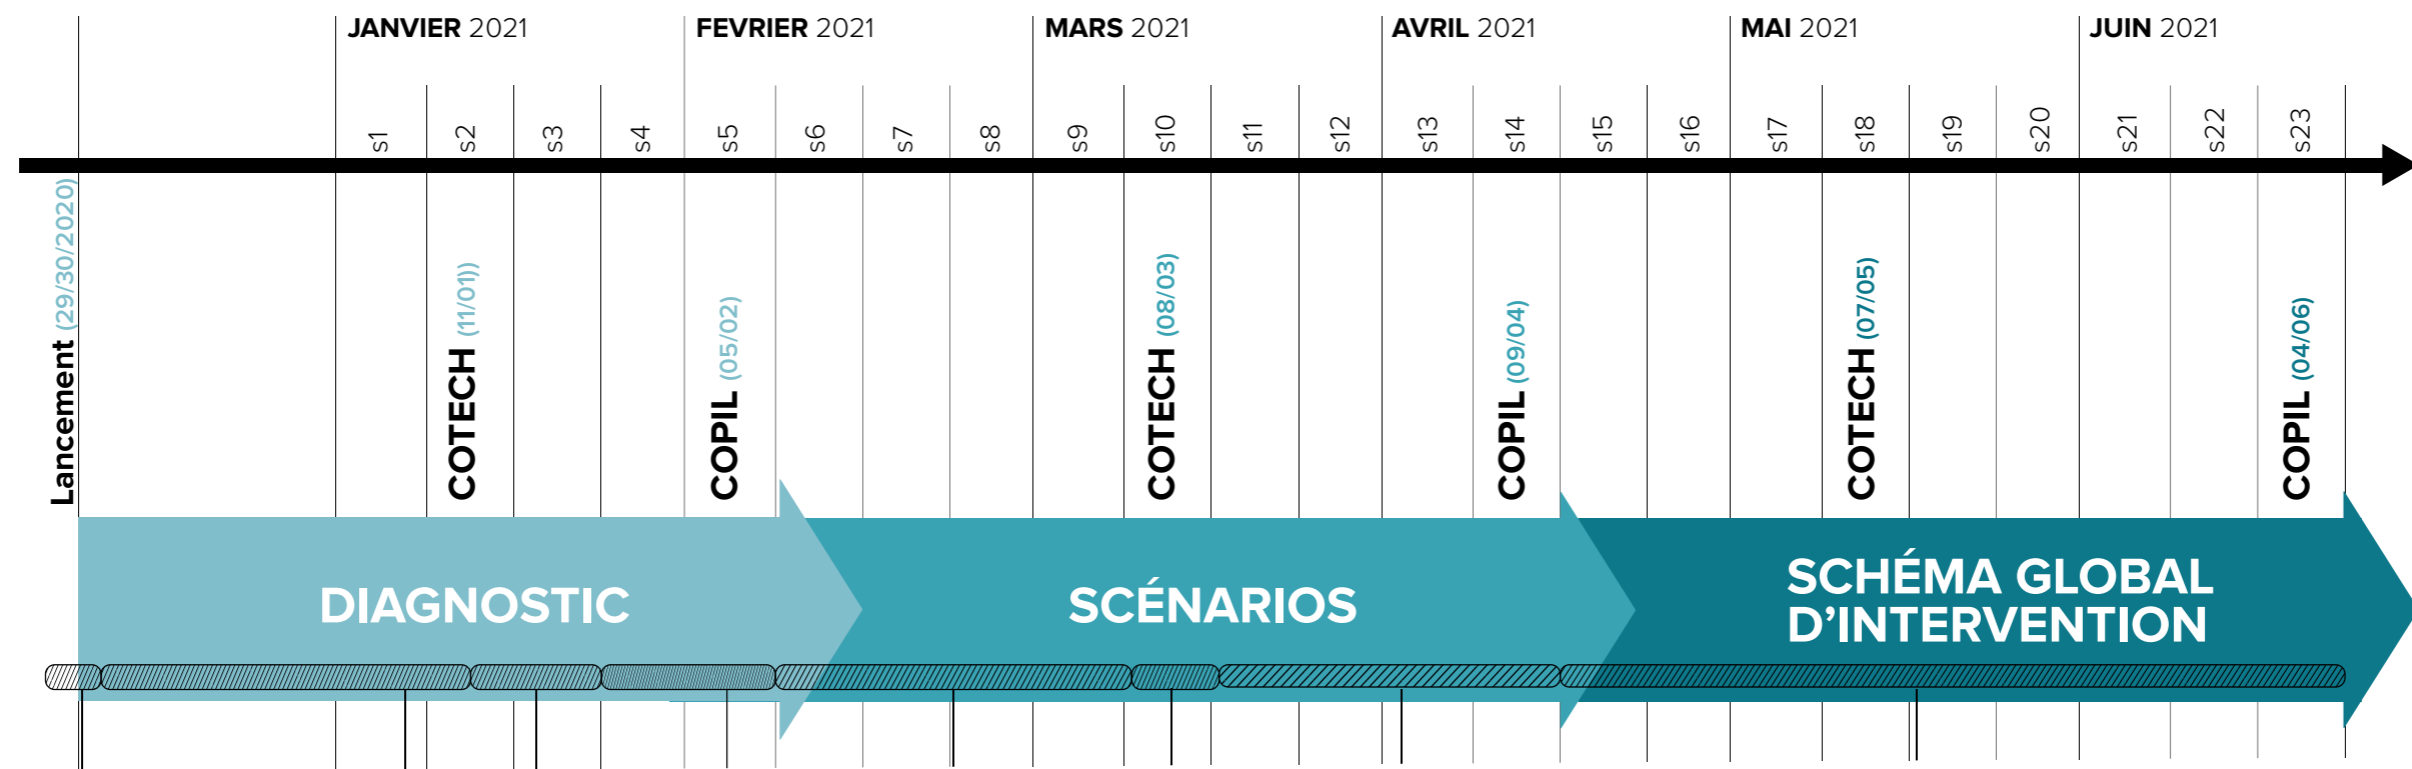 JANVIER 2021
FEVRIER 2021
MARS 2021
AVRIL 2021
MAI 2021
JUIN 2021
s1
s2
s3
s4
s5
s6
s7
s8
s9
s10
s11
s12
s13
s14
s15
s16
s17
s18
s19
s20
s21
s22
s23
Lancement (29/30/2020)
COTECH (11/01))
COPIL (05/02)
COTECH (08/03)
COPIL (09/04)
COTECH (07/05)
COPIL (04/06)
DIAGNOSTIC
SCÉNARIOS
SCHÉMA GLOBAL
D’INTERVENTION